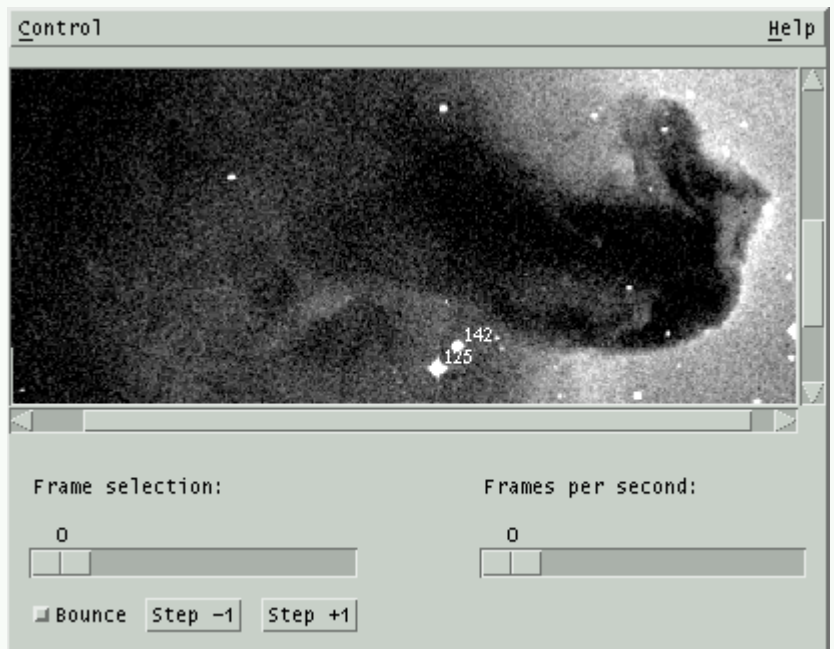 Control Help
142
125
Frame selection: Frames per second:
0 0
Bounce Step -1 Step +1